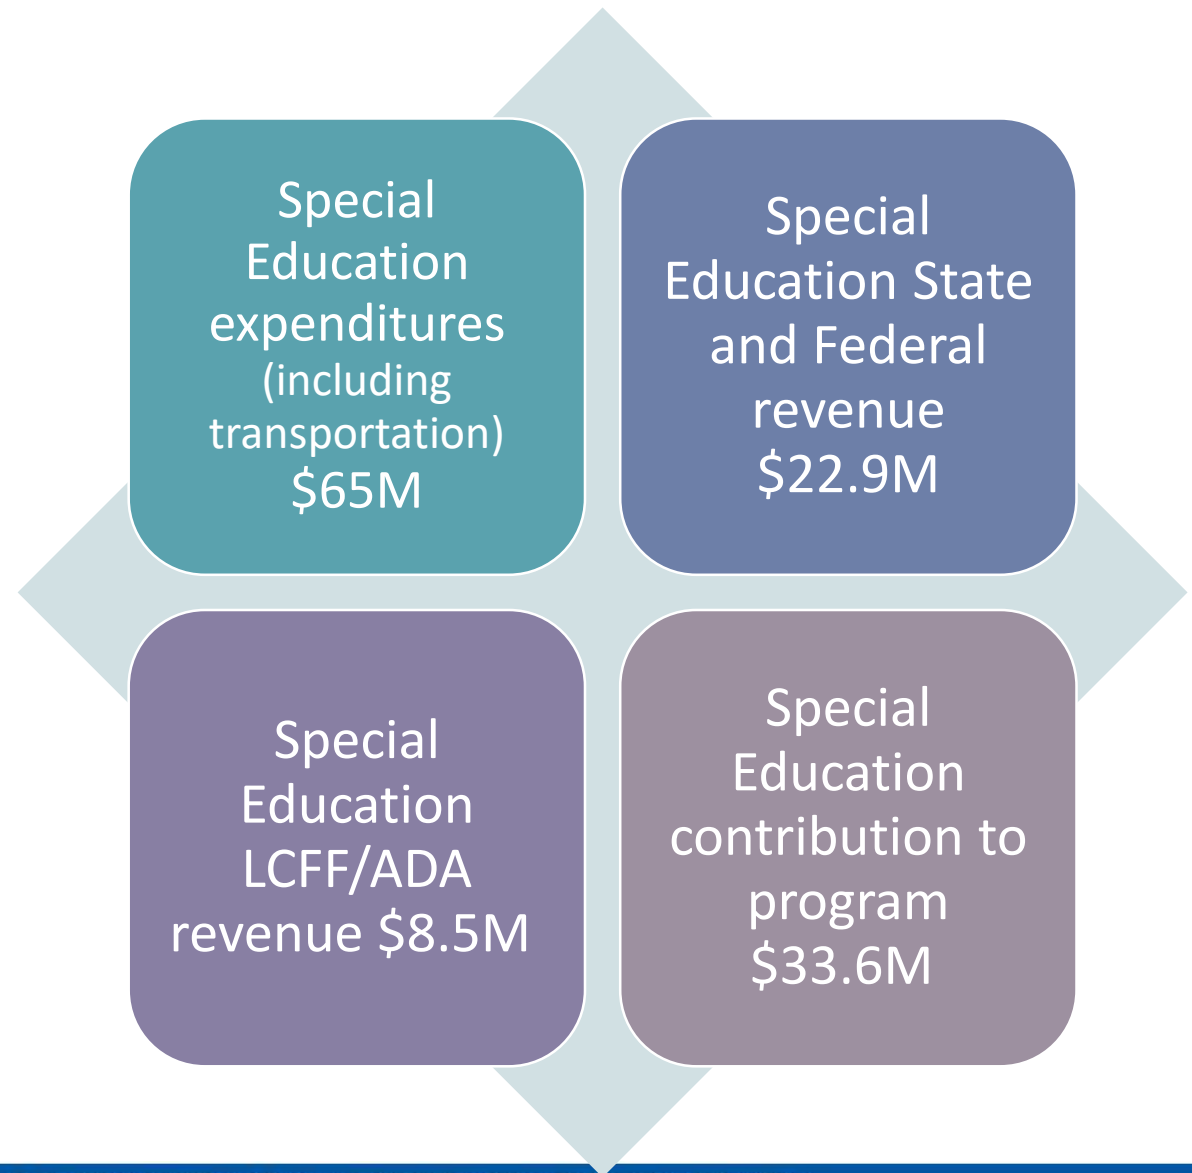 Special
Education
expenditures
(including
transportation)
$65M
Special
Education State
and Federal
revenue
$22.9M
Special
Education
LCFF/ADA
revenue $8.5M
Special
Education
contribution to
program
$33.6M